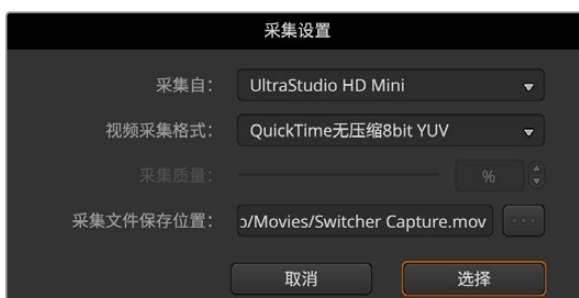 采集设置
采集自： UltraStudio HD Mini
视频采集格式： QuickTime无压缩8bit YUV
采集质量： %
采集文件保存位置： /Movies/Switcher Capture.mov
取消 选择